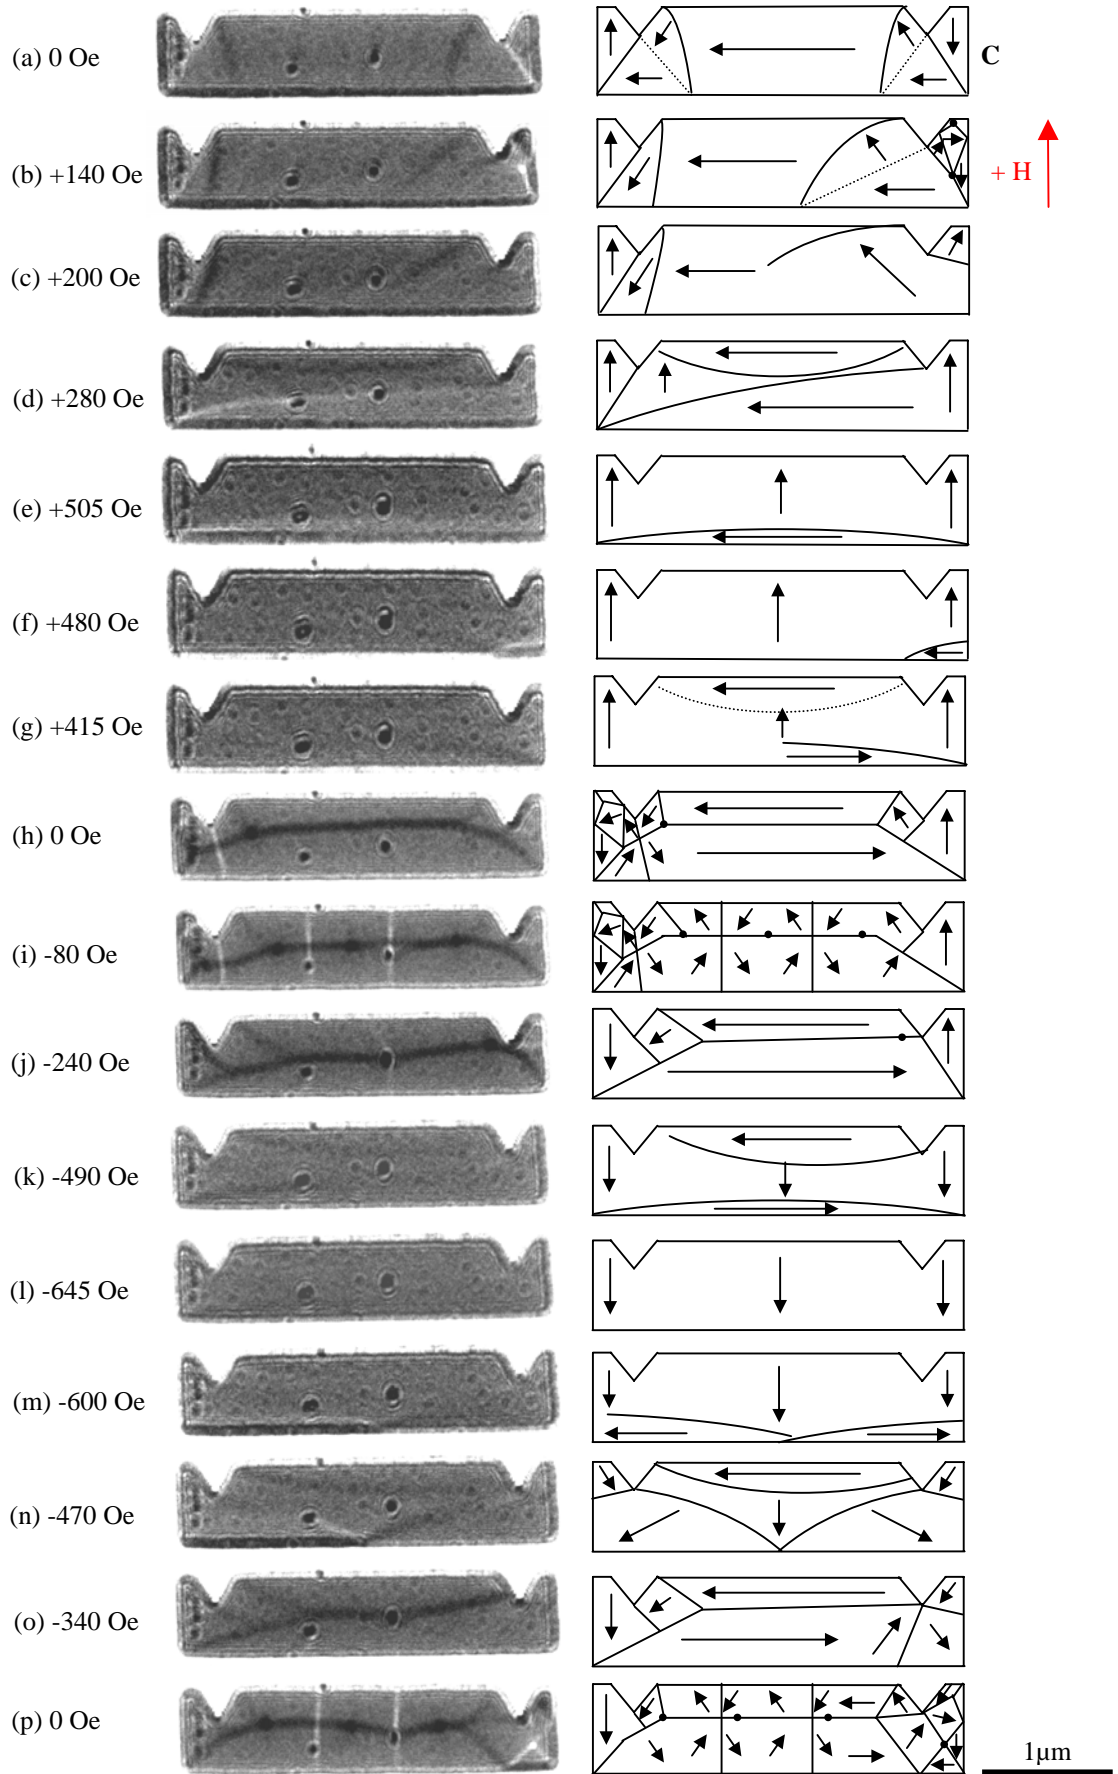 (a) 0 Oe
C
(b) +140 Oe
+ H
(c) +200 Oe
(d) +280 Oe
(e) +505 Oe
(f) +480 Oe
(g) +415 Oe
(h) 0 Oe
(i) -80 Oe
(j) -240 Oe
(k) -490 Oe
(l) -645 Oe
(m) -600 Oe
(n) -470 Oe
(o) -340 Oe
(p) 0 Oe
1µm